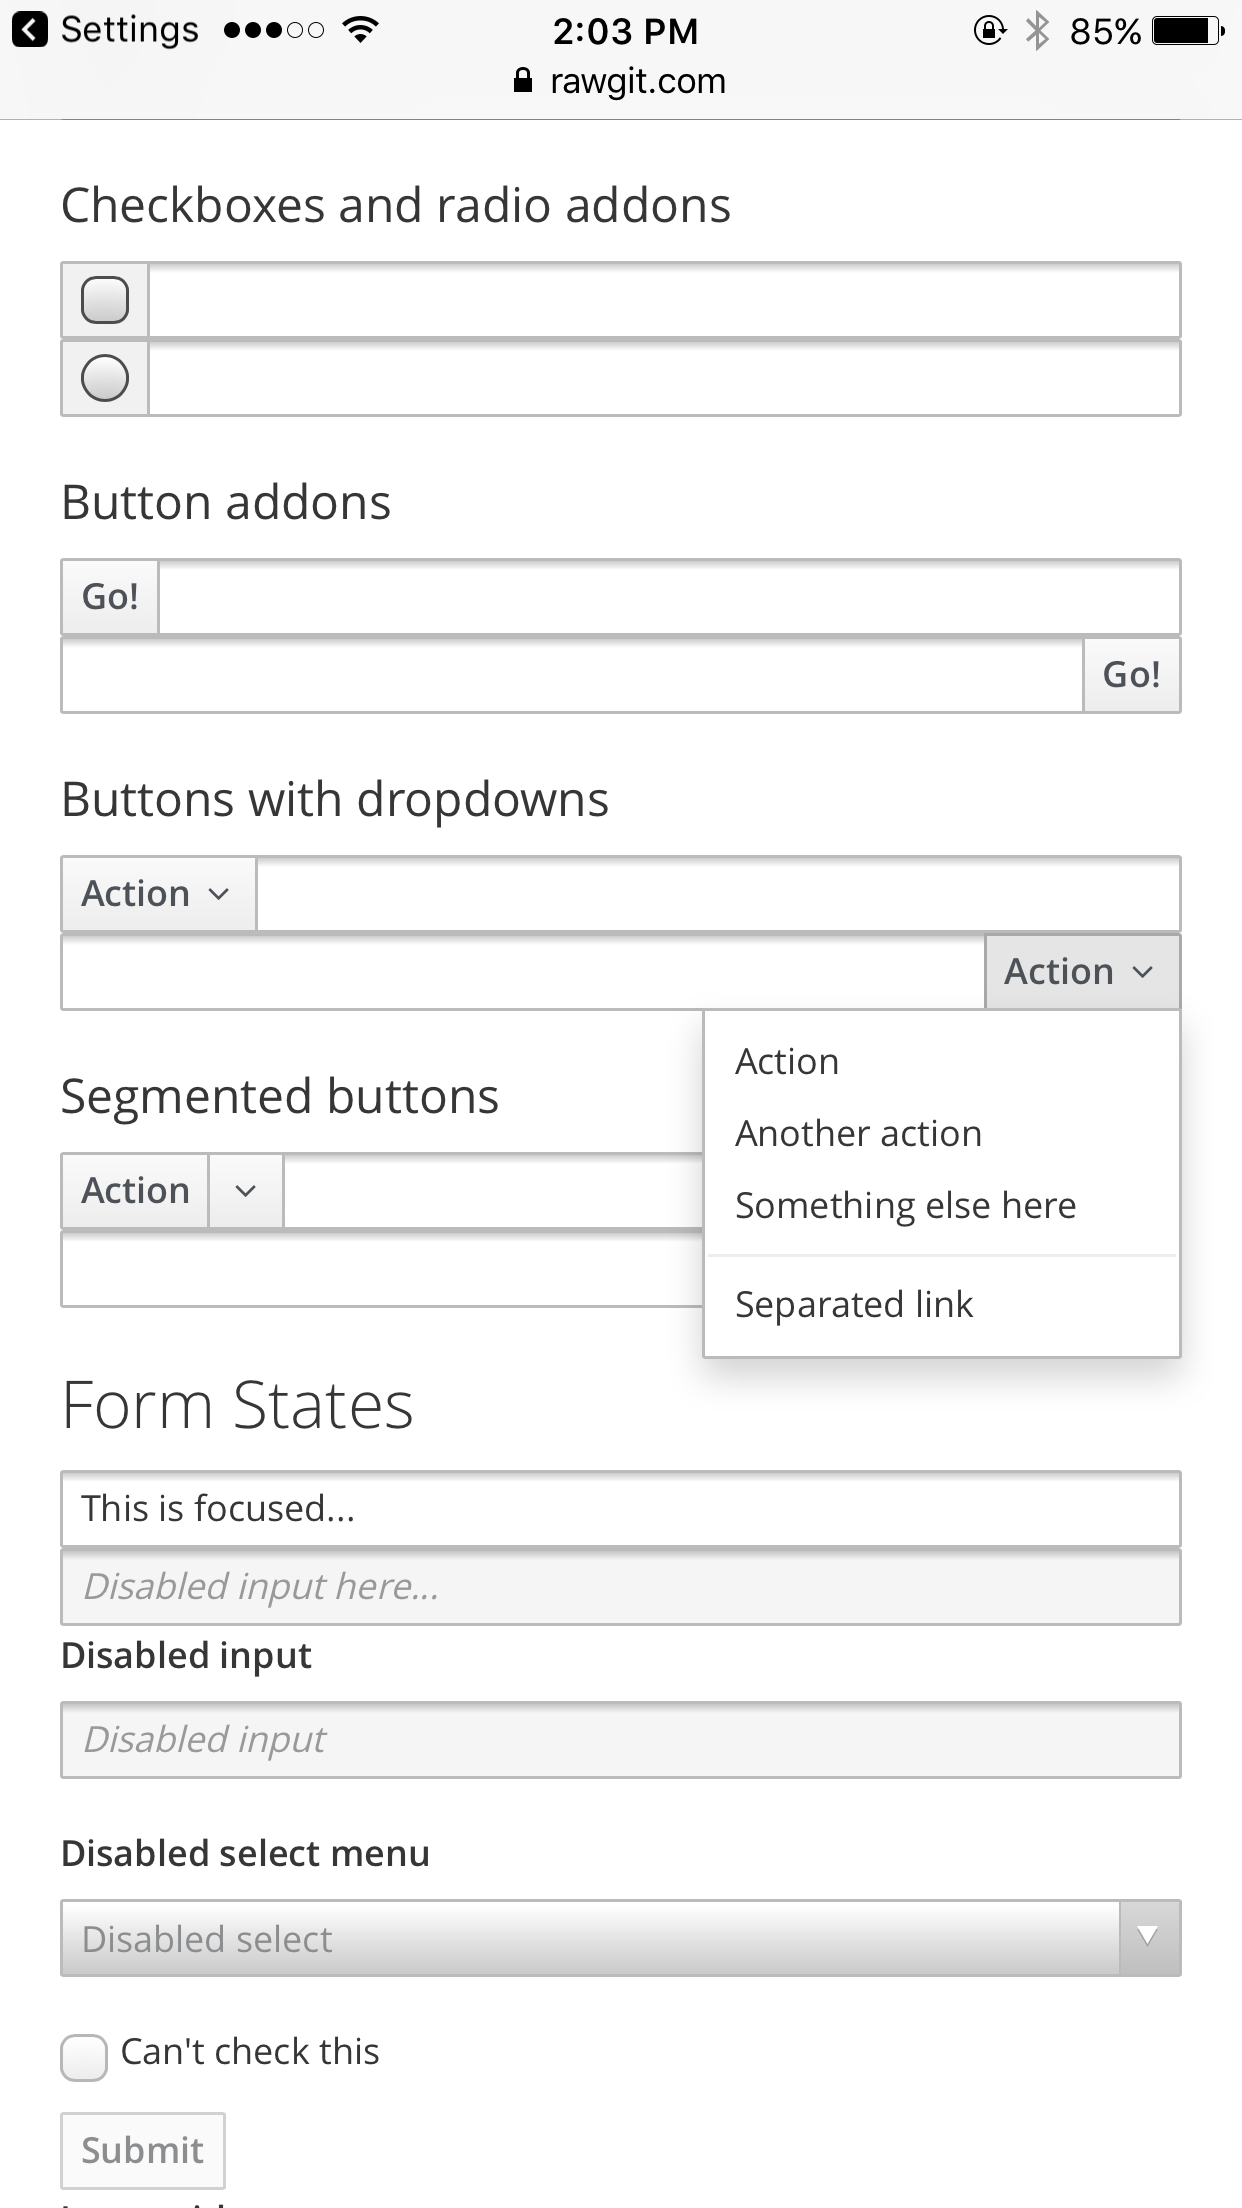 Settings 2:03 PM 85%
rawgit.com
Checkboxes and radio addons
Button addons
Go!
Go!
Buttons with dropdowns
Action
Action
Action
Another action
Something else here
Separated link
Segmented buttons
Action
Form States
This is focused...
Disabled input here...
Disabled input
Disabled input
Disabled select menu
Disabled select
Can't check this
Submit